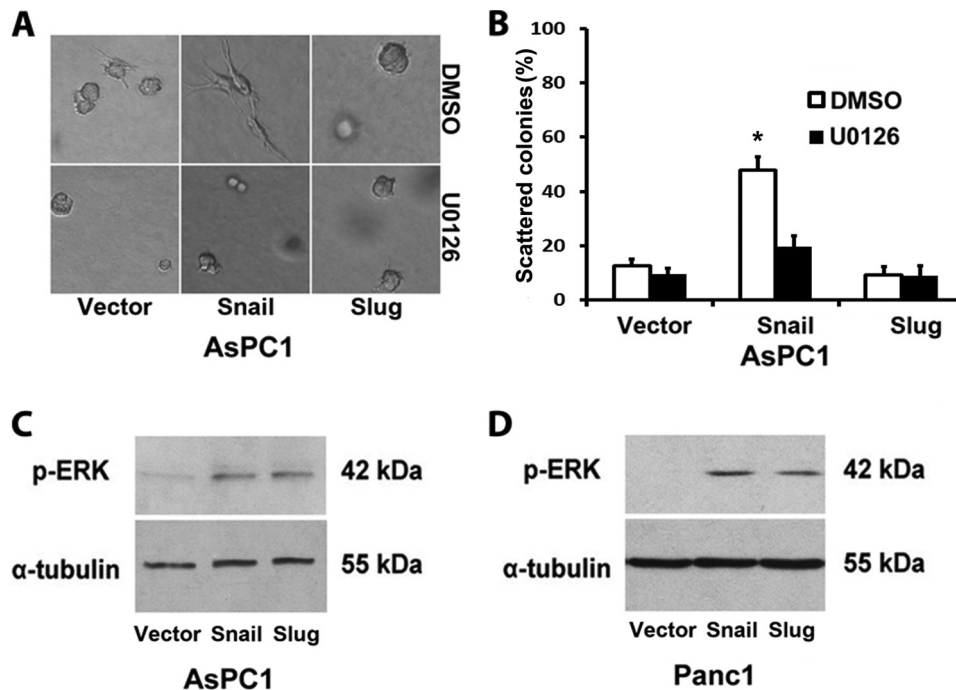 A
DMSO
U0126
Vector Snail Slug
AsPC1
B
Scattered colonies (%)
100
80
60
40
20
0
*
DMSO
U0126
Vector Snail Slug
AsPC1
C
p-ERK 42 kDa
α-tubulin 55 kDa
Vector Snail Slug
AsPC1
D
p-ERK 42 kDa
α-tubulin 55 kDa
Vector Snail Slug
Panc1